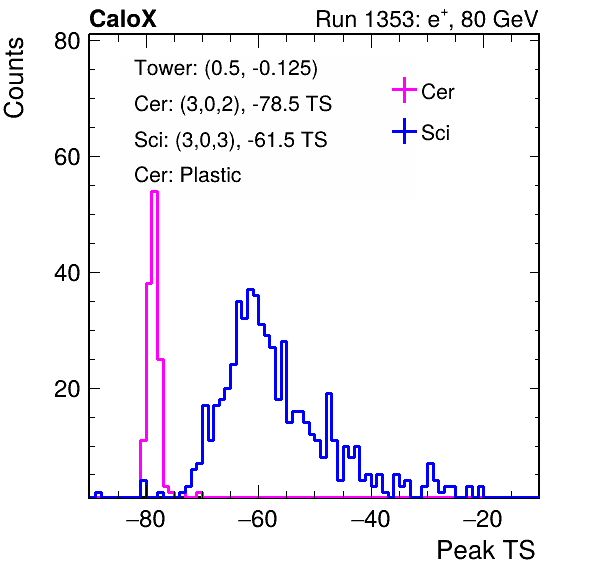 CaloX Run 1353: e⁺, 80 GeV
Counts
80
60
40
20
Tower: (0.5, -0.125)
Cer: (3,0,2), -78.5 TS
Sci: (3,0,3), -61.5 TS
Cer: Plastic
Cer
Sci
−80 −60 −40 −20
Peak TS